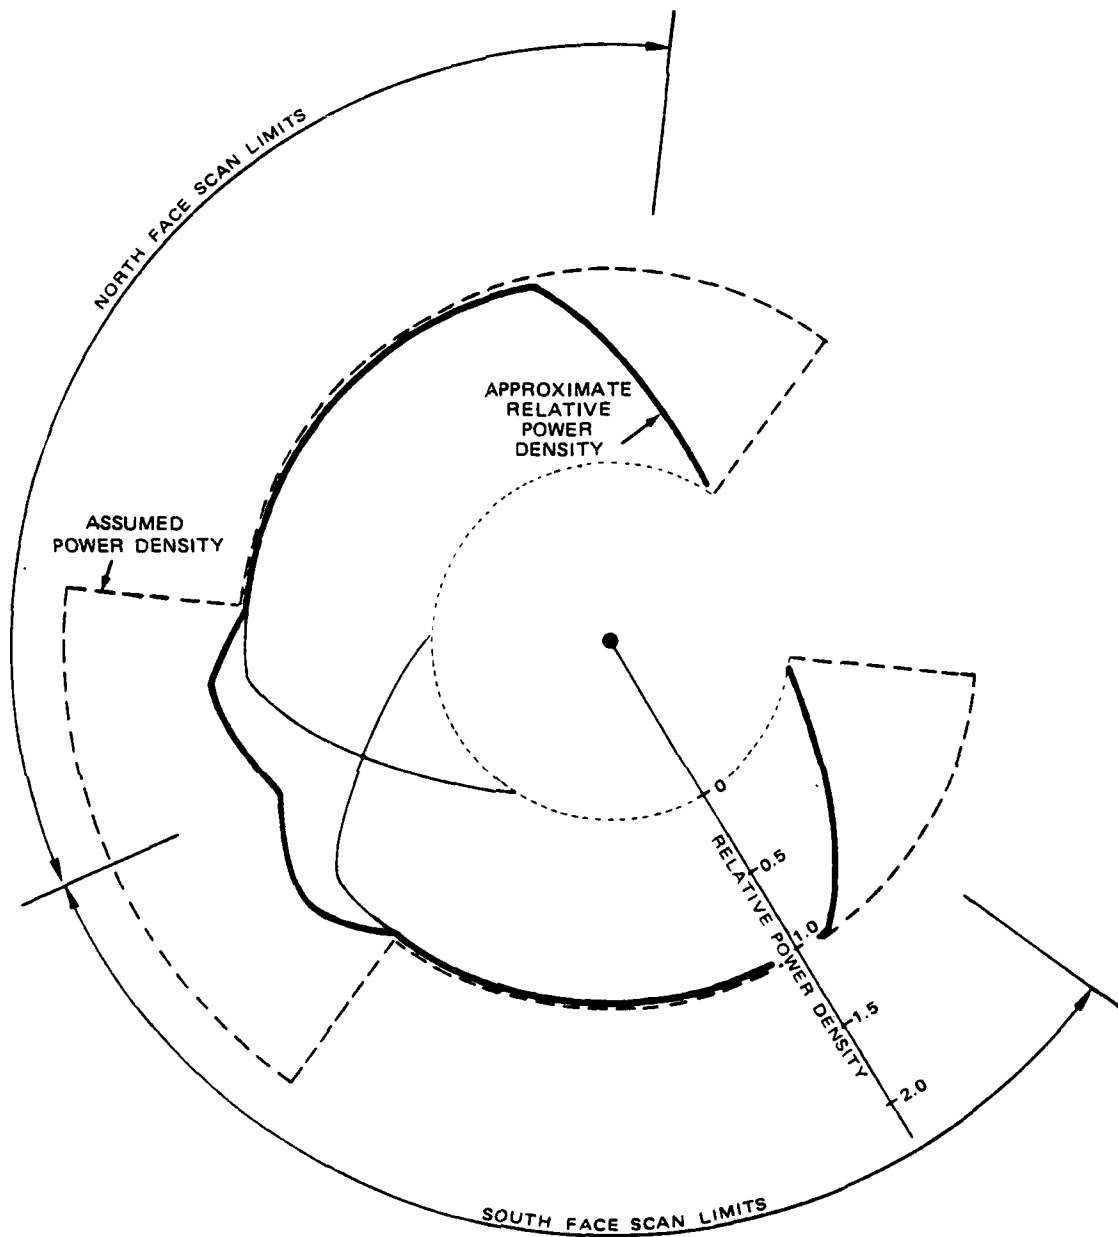 NORTH FACE SCAN LIMITS
APPROXIMATE
RELATIVE
POWER
DENSITY
ASSUMED
POWER DENSITY
0
0.5
1.0
1.5
2.0
RELATIVE POWER DENSITY
SOUTH FACE SCAN LIMITS